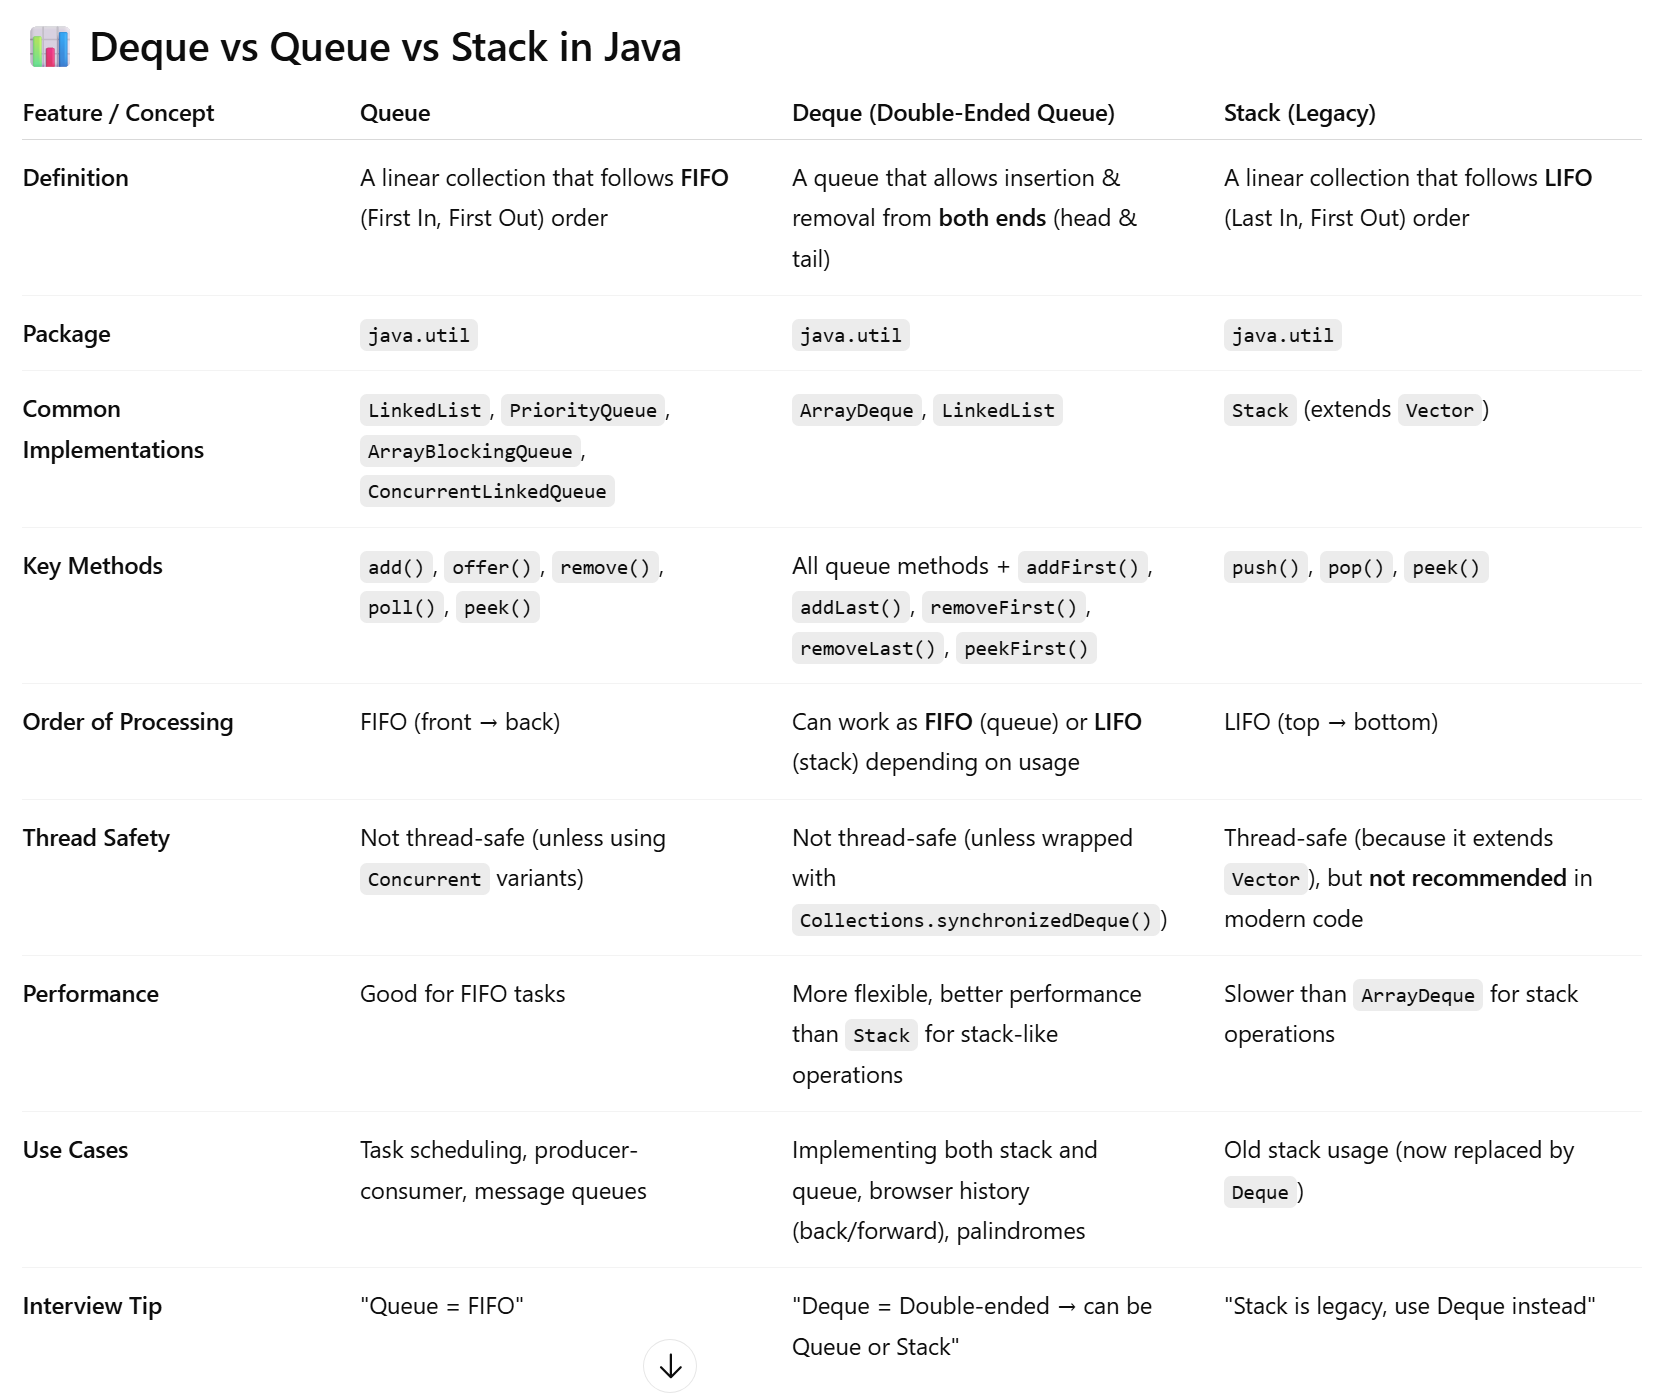 Deque vs Queue vs Stack in Java
Feature / Concept Queue Deque (Double-Ended Queue) Stack (Legacy)
Definition A linear collection that follows FIFO A queue that allows insertion & A linear collection that follows LIFO
(First In, First Out) order removal from both ends (head & (Last In, First Out) order
tail)
Package java.util java.util java.util
Common LinkedList, PriorityQueue, ArrayDeque, LinkedList Stack (extends Vector)
Implementations ArrayBlockingQueue,
ConcurrentLinkedQueue
Key Methods add(), offer(), remove(), All queue methods + addFirst(), push(), pop(), peek()
poll(), peek() addLast(), removeFirst(),
removeLast(), peekFirst()
Order of Processing FIFO (front → back) Can work as FIFO (queue) or LIFO LIFO (top → bottom)
(stack) depending on usage
Thread Safety Not thread-safe (unless using Not thread-safe (unless wrapped Thread-safe (because it extends
Concurrent variants) with Vector), but not recommended in
Collections.synchronizedDeque()) modern code
Performance Good for FIFO tasks More flexible, better performance Slower than ArrayDeque for stack
than Stack for stack-like operations
operations
Use Cases Task scheduling, producer- Implementing both stack and Old stack usage (now replaced by
consumer, message queues queue, browser history Deque)
(back/forward), palindromes
Interview Tip "Queue = FIFO" "Deque = Double-ended → can be "Stack is legacy, use Deque instead"
Queue or Stack"